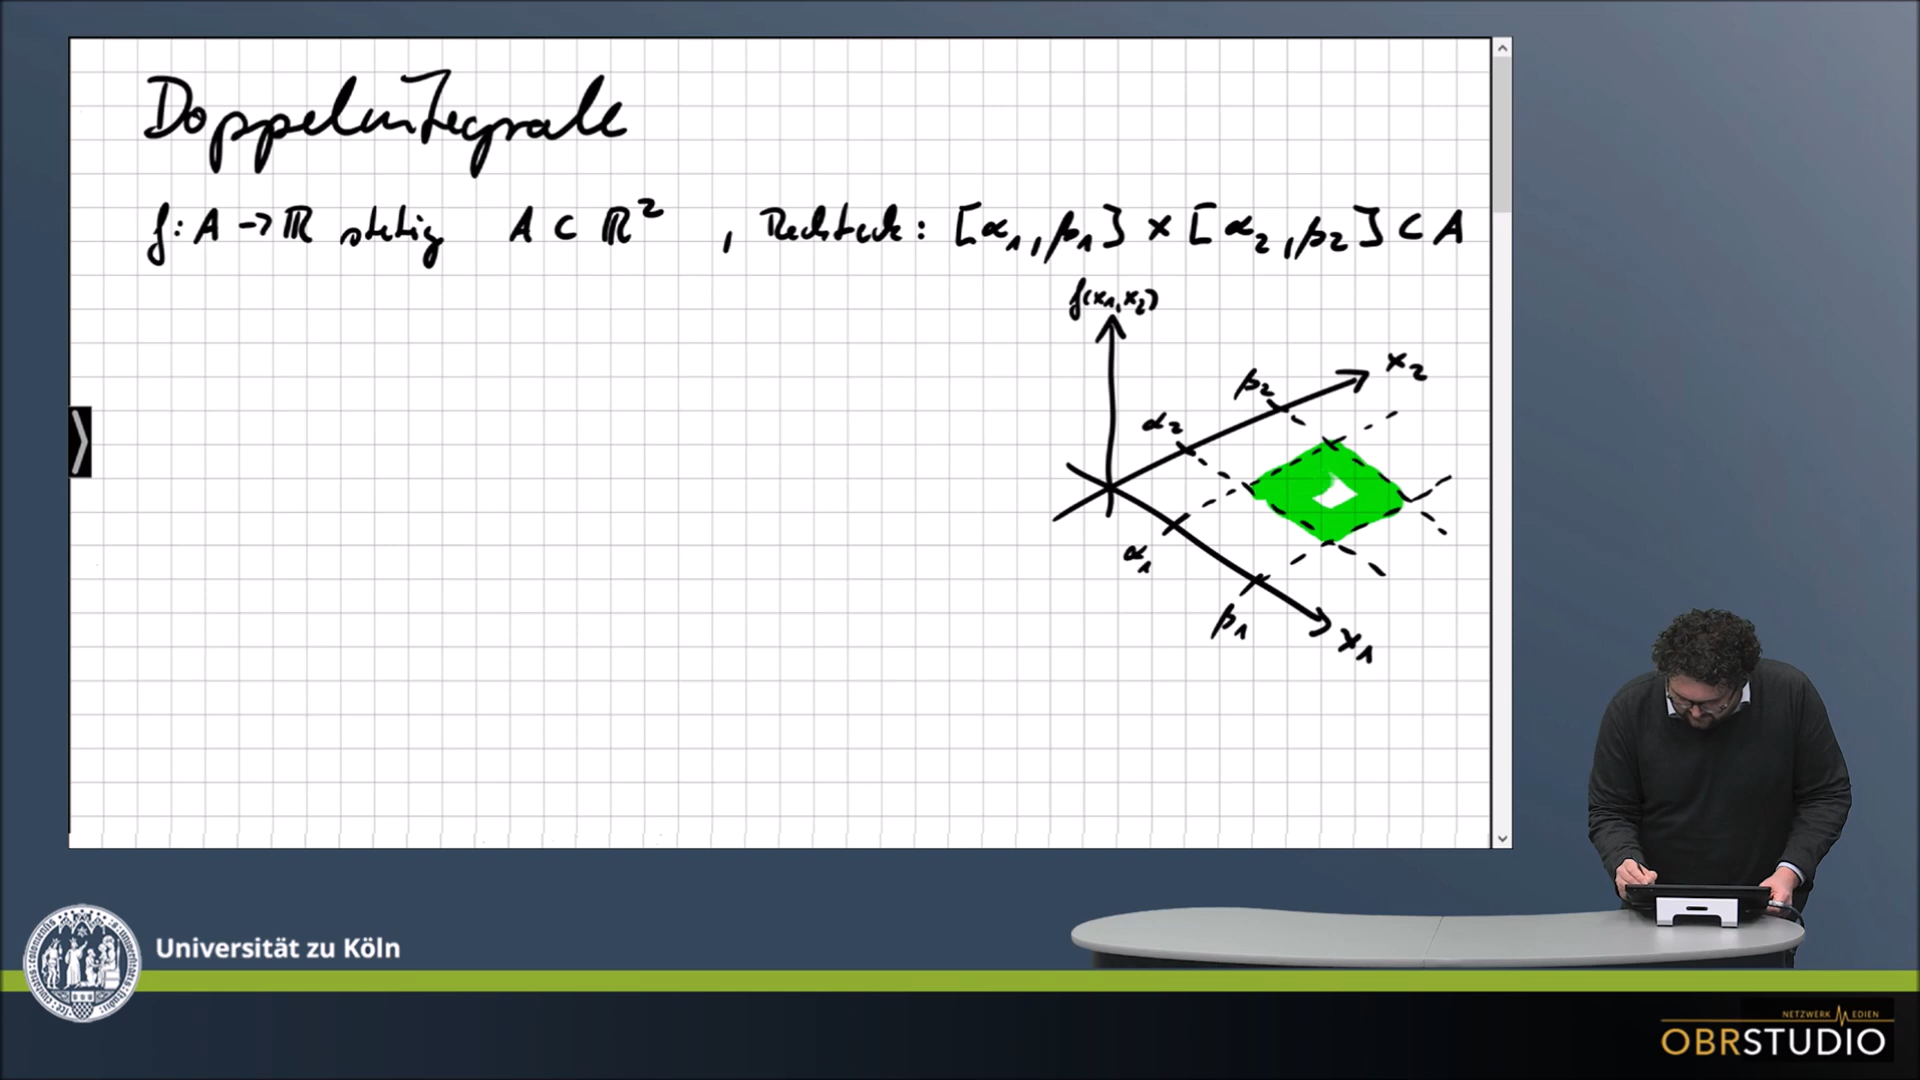 Doppelintegrale
f: A → ℝ stetig A ⊂ ℝ² , Rechteck: [α₁, β₁] × [α₂, β₂] ⊂ A
f(x₁, x₂)
x₂
β₂
α₂
α₁
β₁
x₁
Universität zu Köln
NETZWERK MEDIEN
OBRSTUDIO